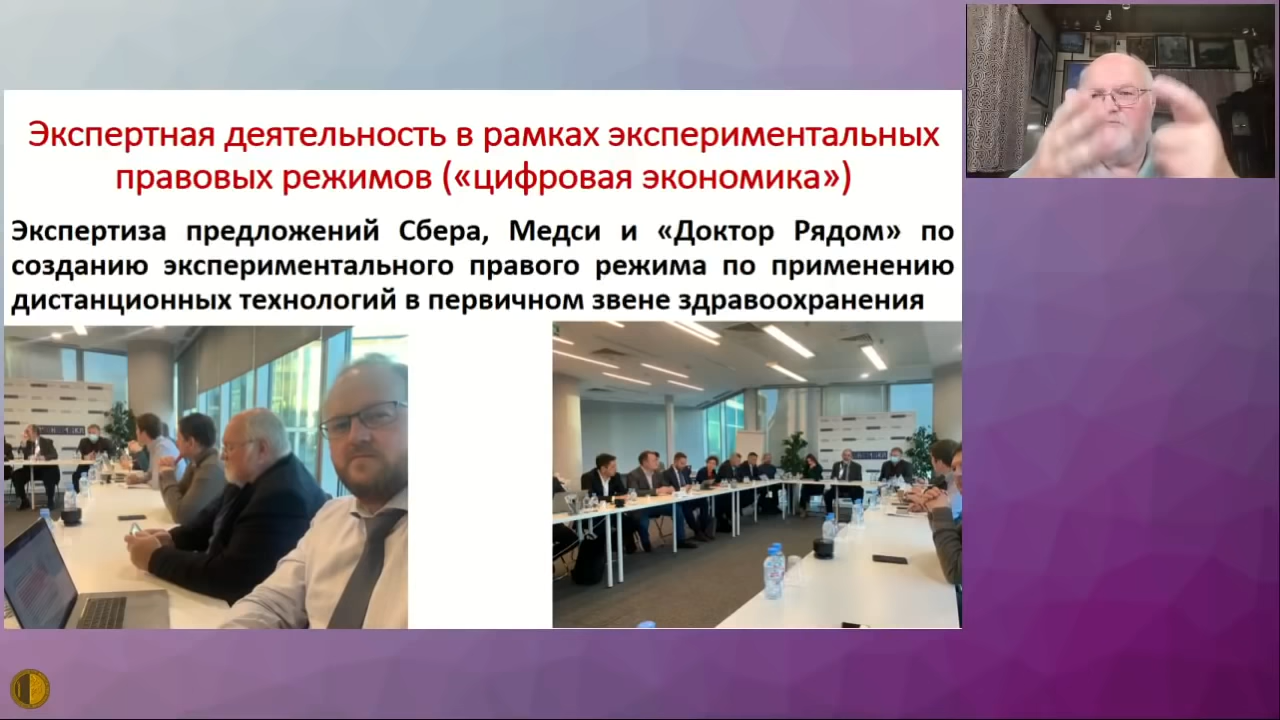 Экспертная деятельность в рамках экспериментальных
правовых режимов («цифровая экономика»)
Экспертиза предложений Сбера, Медси и «Доктор Рядом» по
созданию экспериментального правого режима по применению
дистанционных технологий в первичном звене здравоохранения